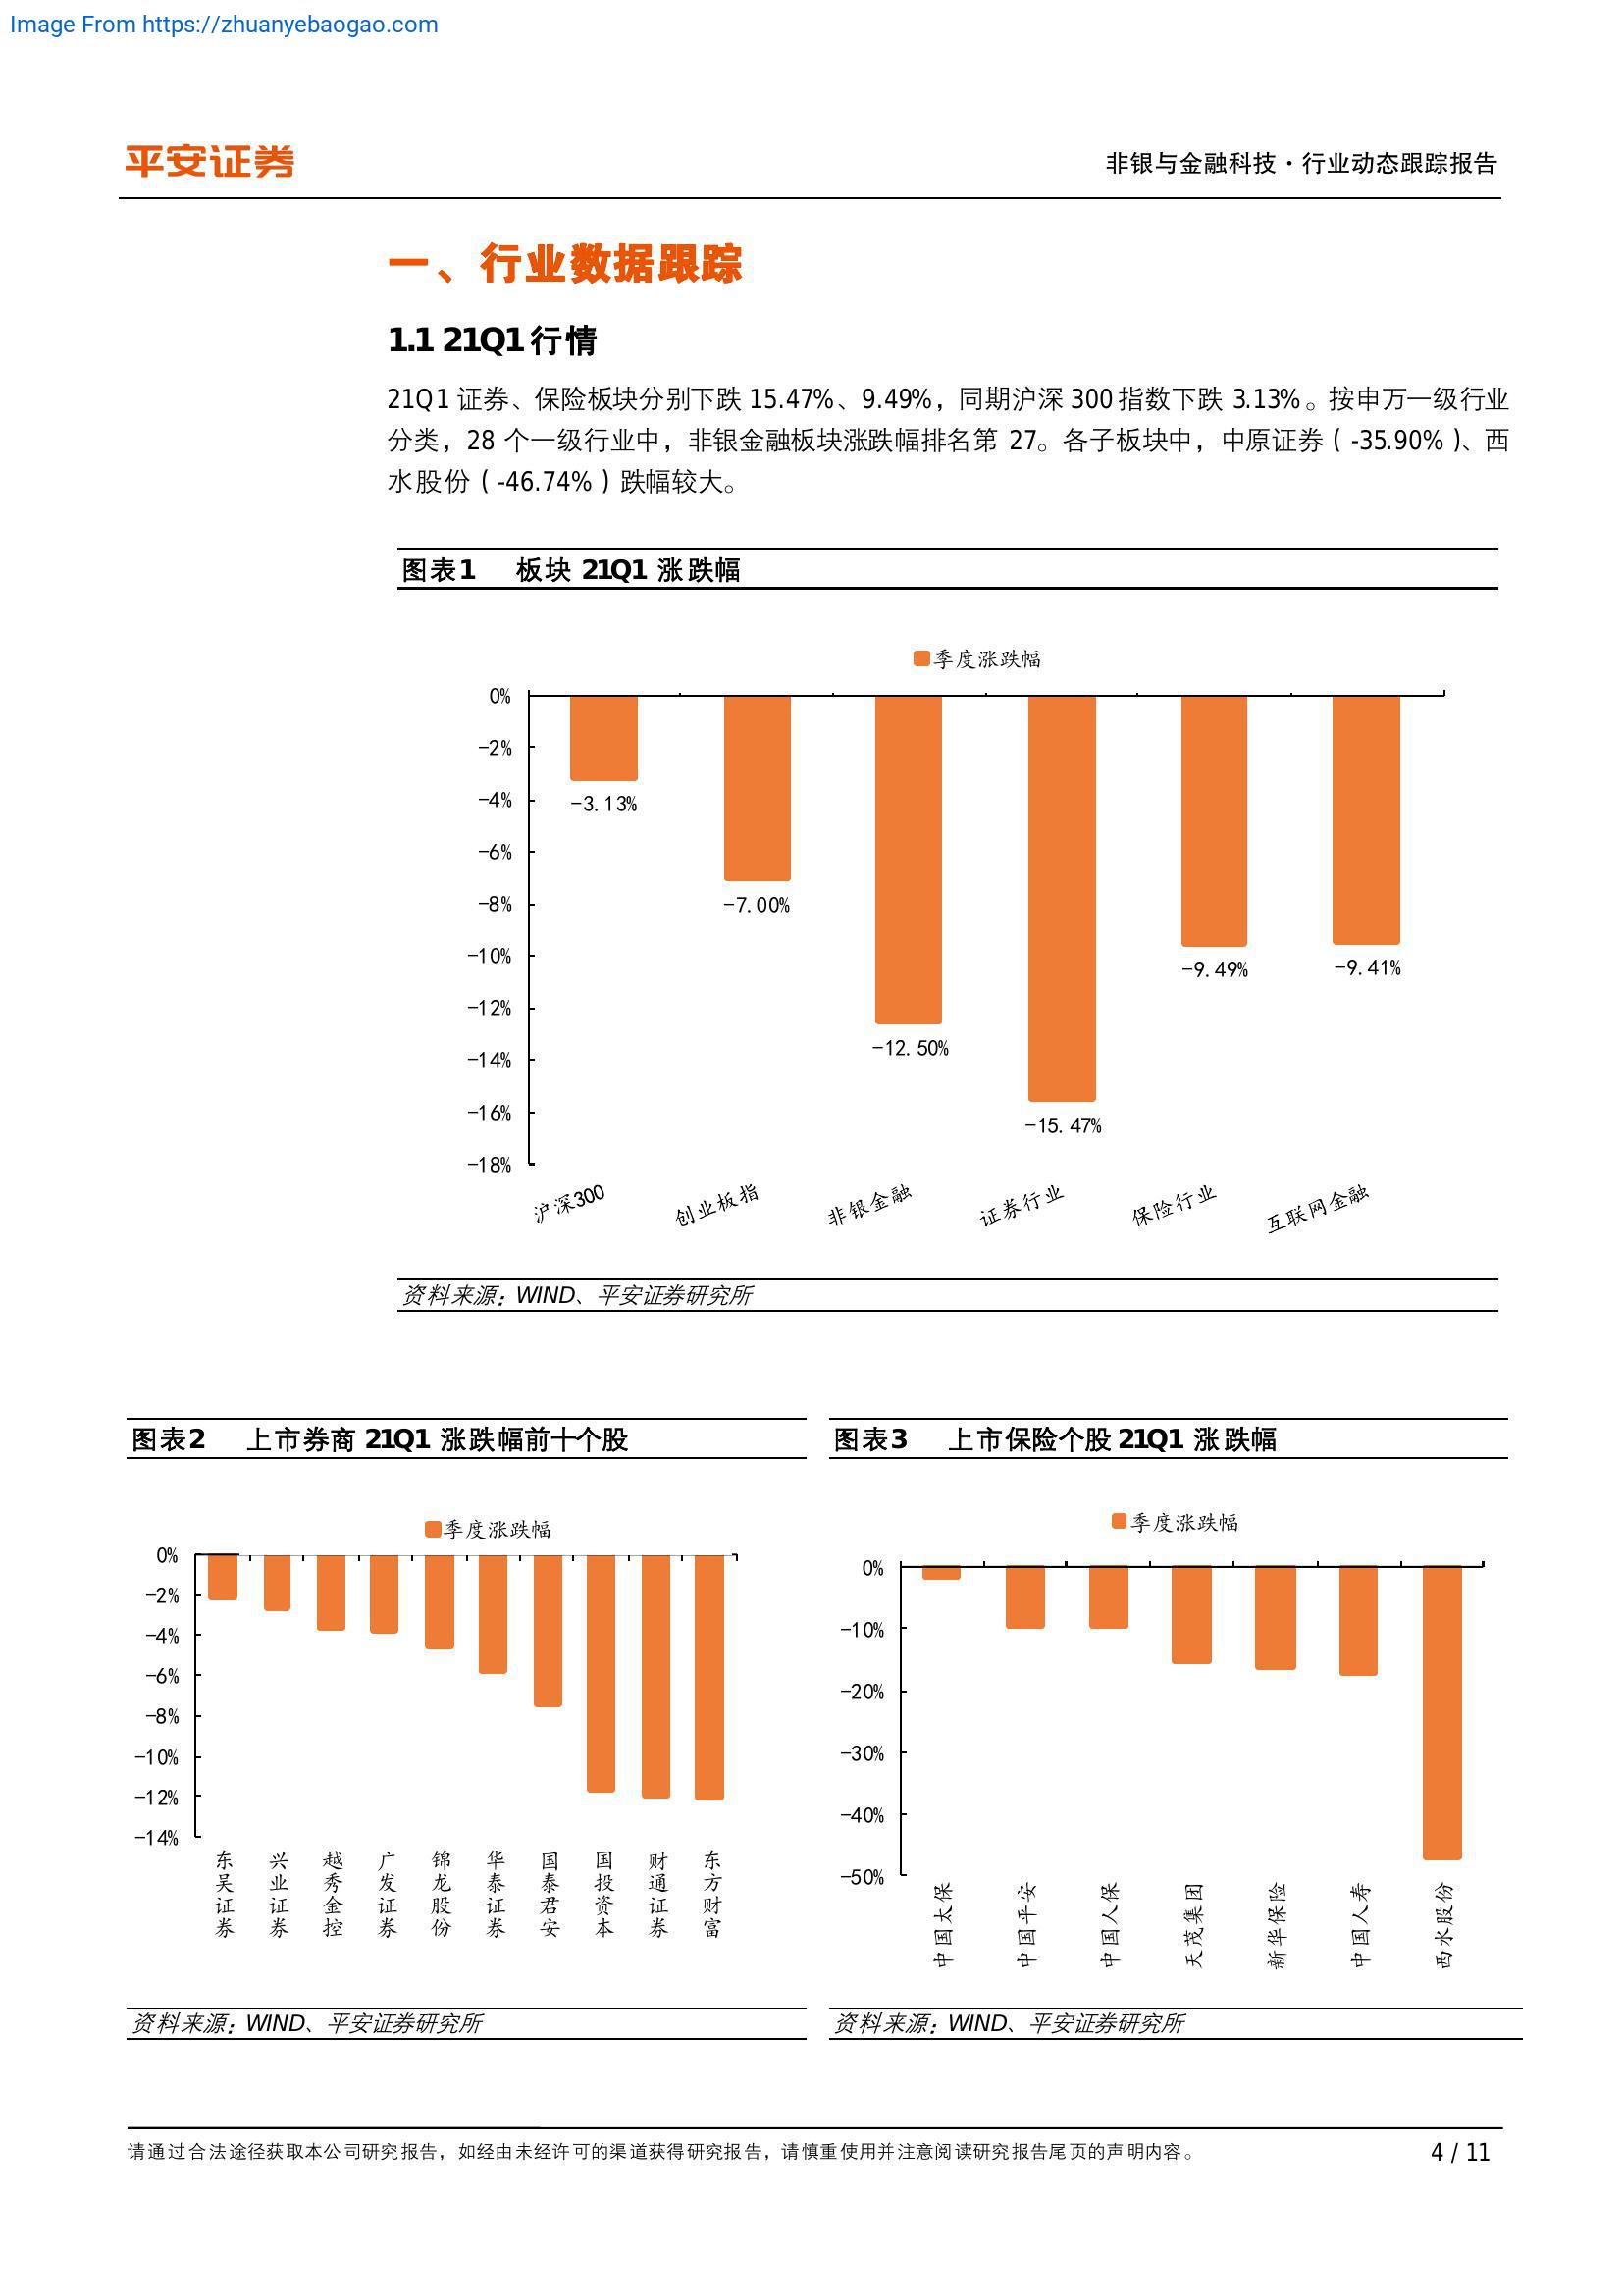 Image From https://zhuanyebaogao.com
平安证券
非银与金融科技·行业动态跟踪报告
一、行业数据跟踪
1.1 21Q1 行情
21Q1 证券、保险板块分别下跌 15.47%、9.49%，同期沪深 300 指数下跌 3.13%。按申万一级行业
分类，28 个一级行业中，非银金融板块涨跌幅排名第 27。各子板块中，中原证券（ -35.90% ）、西
水股份（ -46.74% ）跌幅较大。
图表1 板块 21Q1 涨跌幅
季度涨跌幅
0%
-2%
-4%
-6%
-8%
-10%
-12%
-14%
-16%
-18%
-3.13%
-7.00%
-12.50%
-15.47%
-9.49%
-9.41%
沪深300
创业板指
非银金融
证券行业
保险行业
互联网金融
资料来源：WIND、平安证券研究所
图表2 上市券商 21Q1 涨跌幅前十个股
季度涨跌幅
0%
-2%
-4%
-6%
-8%
-10%
-12%
-14%
东吴证券
兴业证券
越秀金控
广发证券
锦龙股份
华泰证券
国泰君安
国投资本
财通证券
东方财富
资料来源：WIND、平安证券研究所
图表3 上市保险个股 21Q1 涨跌幅
季度涨跌幅
0%
-10%
-20%
-30%
-40%
-50%
中国太保
中国平安
中国人保
天茂集团
新华保险
中国人寿
西水股份
资料来源：WIND、平安证券研究所
请通过合法途径获取本公司研究报告，如经由未经许可的渠道获得研究报告，请慎重使用并注意阅读研究报告尾页的声明内容。
4 / 11